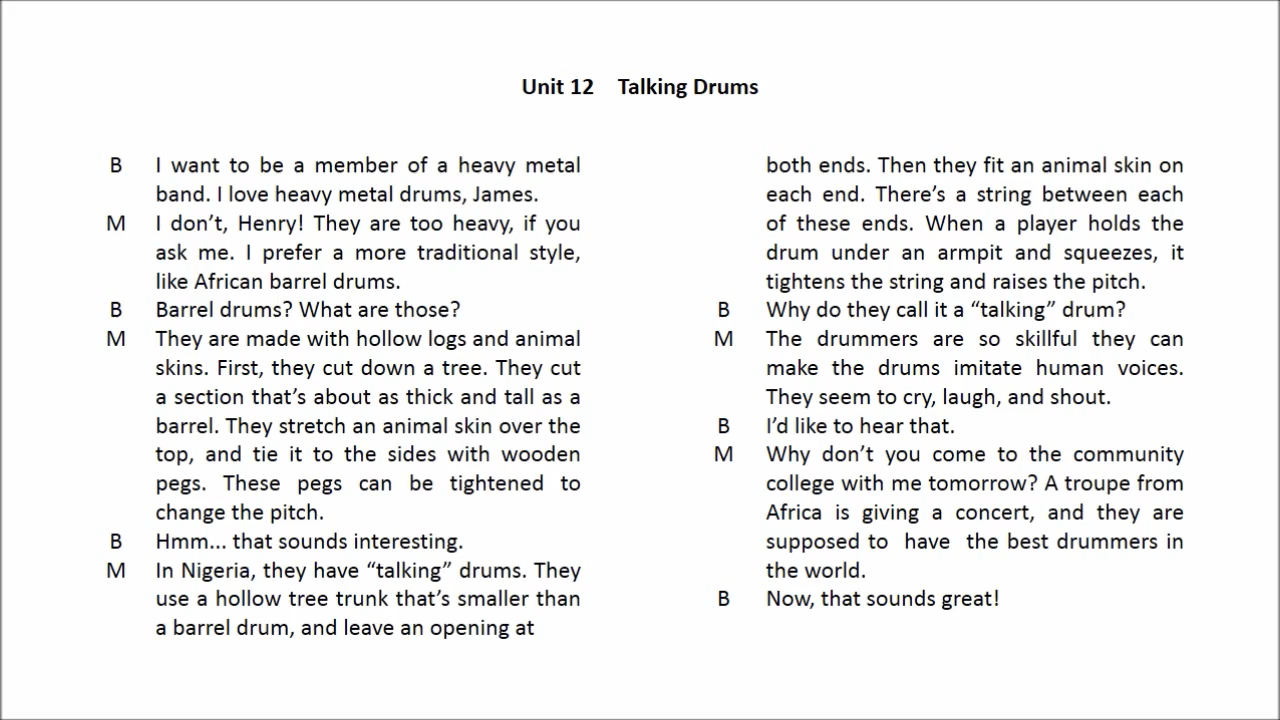 Unit 12 Talking Drums
B I want to be a member of a heavy metal
band. I love heavy metal drums, James.
M I don't, Henry! They are too heavy, if you
ask me. I prefer a more traditional style,
like African barrel drums.
B Barrel drums? What are those?
M They are made with hollow logs and animal
skins. First, they cut down a tree. They cut
a section that's about as thick and tall as a
barrel. They stretch an animal skin over the
top, and tie it to the sides with wooden
pegs. These pegs can be tightened to
change the pitch.
B Hmm... that sounds interesting.
M In Nigeria, they have “talking” drums. They
use a hollow tree trunk that's smaller than
a barrel drum, and leave an opening at
both ends. Then they fit an animal skin on
each end. There's a string between each
of these ends. When a player holds the
drum under an armpit and squeezes, it
tightens the string and raises the pitch.
B Why do they call it a “talking” drum?
M The drummers are so skillful they can
make the drums imitate human voices.
They seem to cry, laugh, and shout.
B I'd like to hear that.
M Why don't you come to the community
college with me tomorrow? A troupe from
Africa is giving a concert, and they are
supposed to have the best drummers in
the world.
B Now, that sounds great!